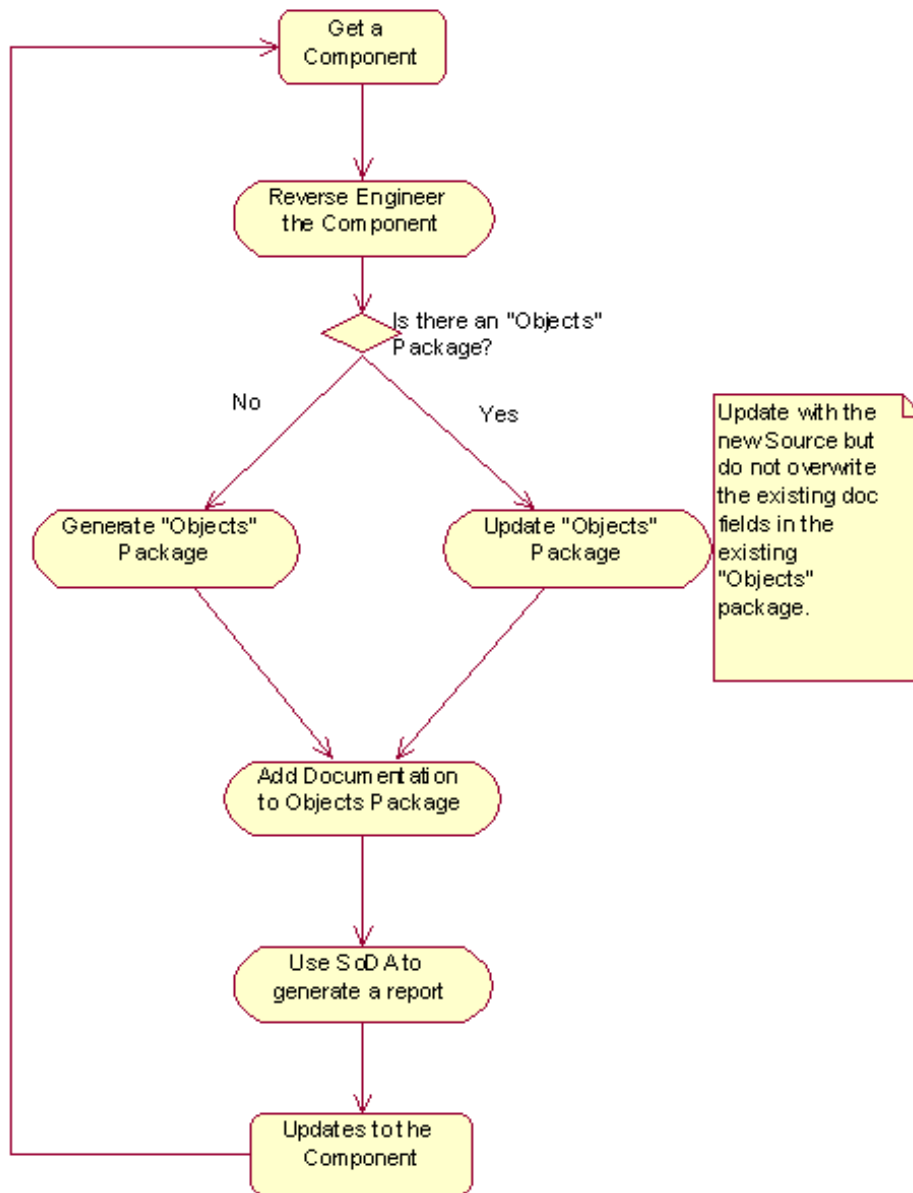 Get a
Component
Reverse Engineer
the Component
Is there an "Objects"
Package?
No
Yes
Generate "Objects"
Package
Update "Objects"
Package
Update with the
new Source but
do not overwrite
the existing doc
fields in the
existing
"Objects"
package.
Add Documentation
to Objects Package
Use SoDA to
generate a report
Updates to the
Component